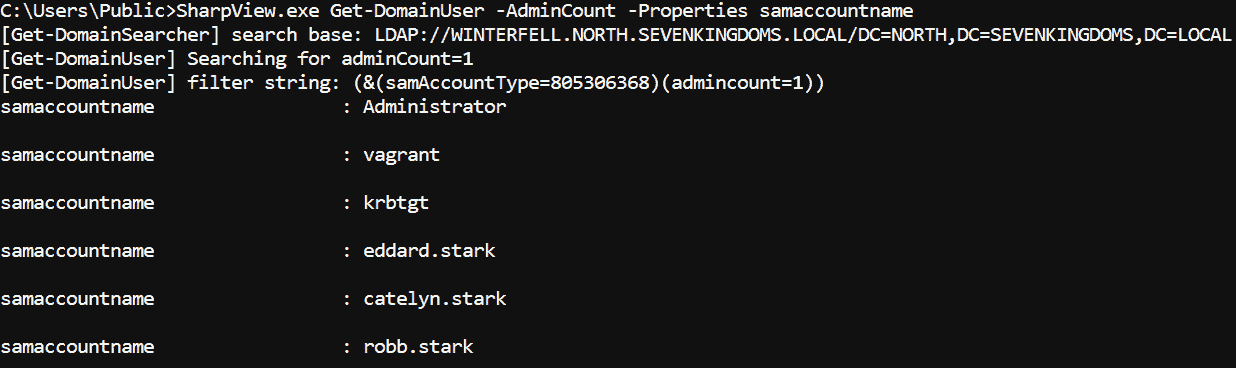 C:\Users\Public>SharpView.exe Get-DomainUser -AdminCount -Properties samaccountname
[Get-DomainSearcher] search base: LDAP://WINTERFELL.NORTH.SEVENKINGDOMS.LOCAL/DC=NORTH,DC=SEVENKINGDOMS,DC=LOCAL
[Get-DomainUser] Searching for adminCount=1
[Get-DomainUser] filter string: (&(samAccountType=805306368)(admincount=1))
samaccountname                 : Administrator
samaccountname                 : vagrant
samaccountname                 : krbtgt
samaccountname                 : eddard.stark
samaccountname                 : catelyn.stark
samaccountname                 : robb.stark